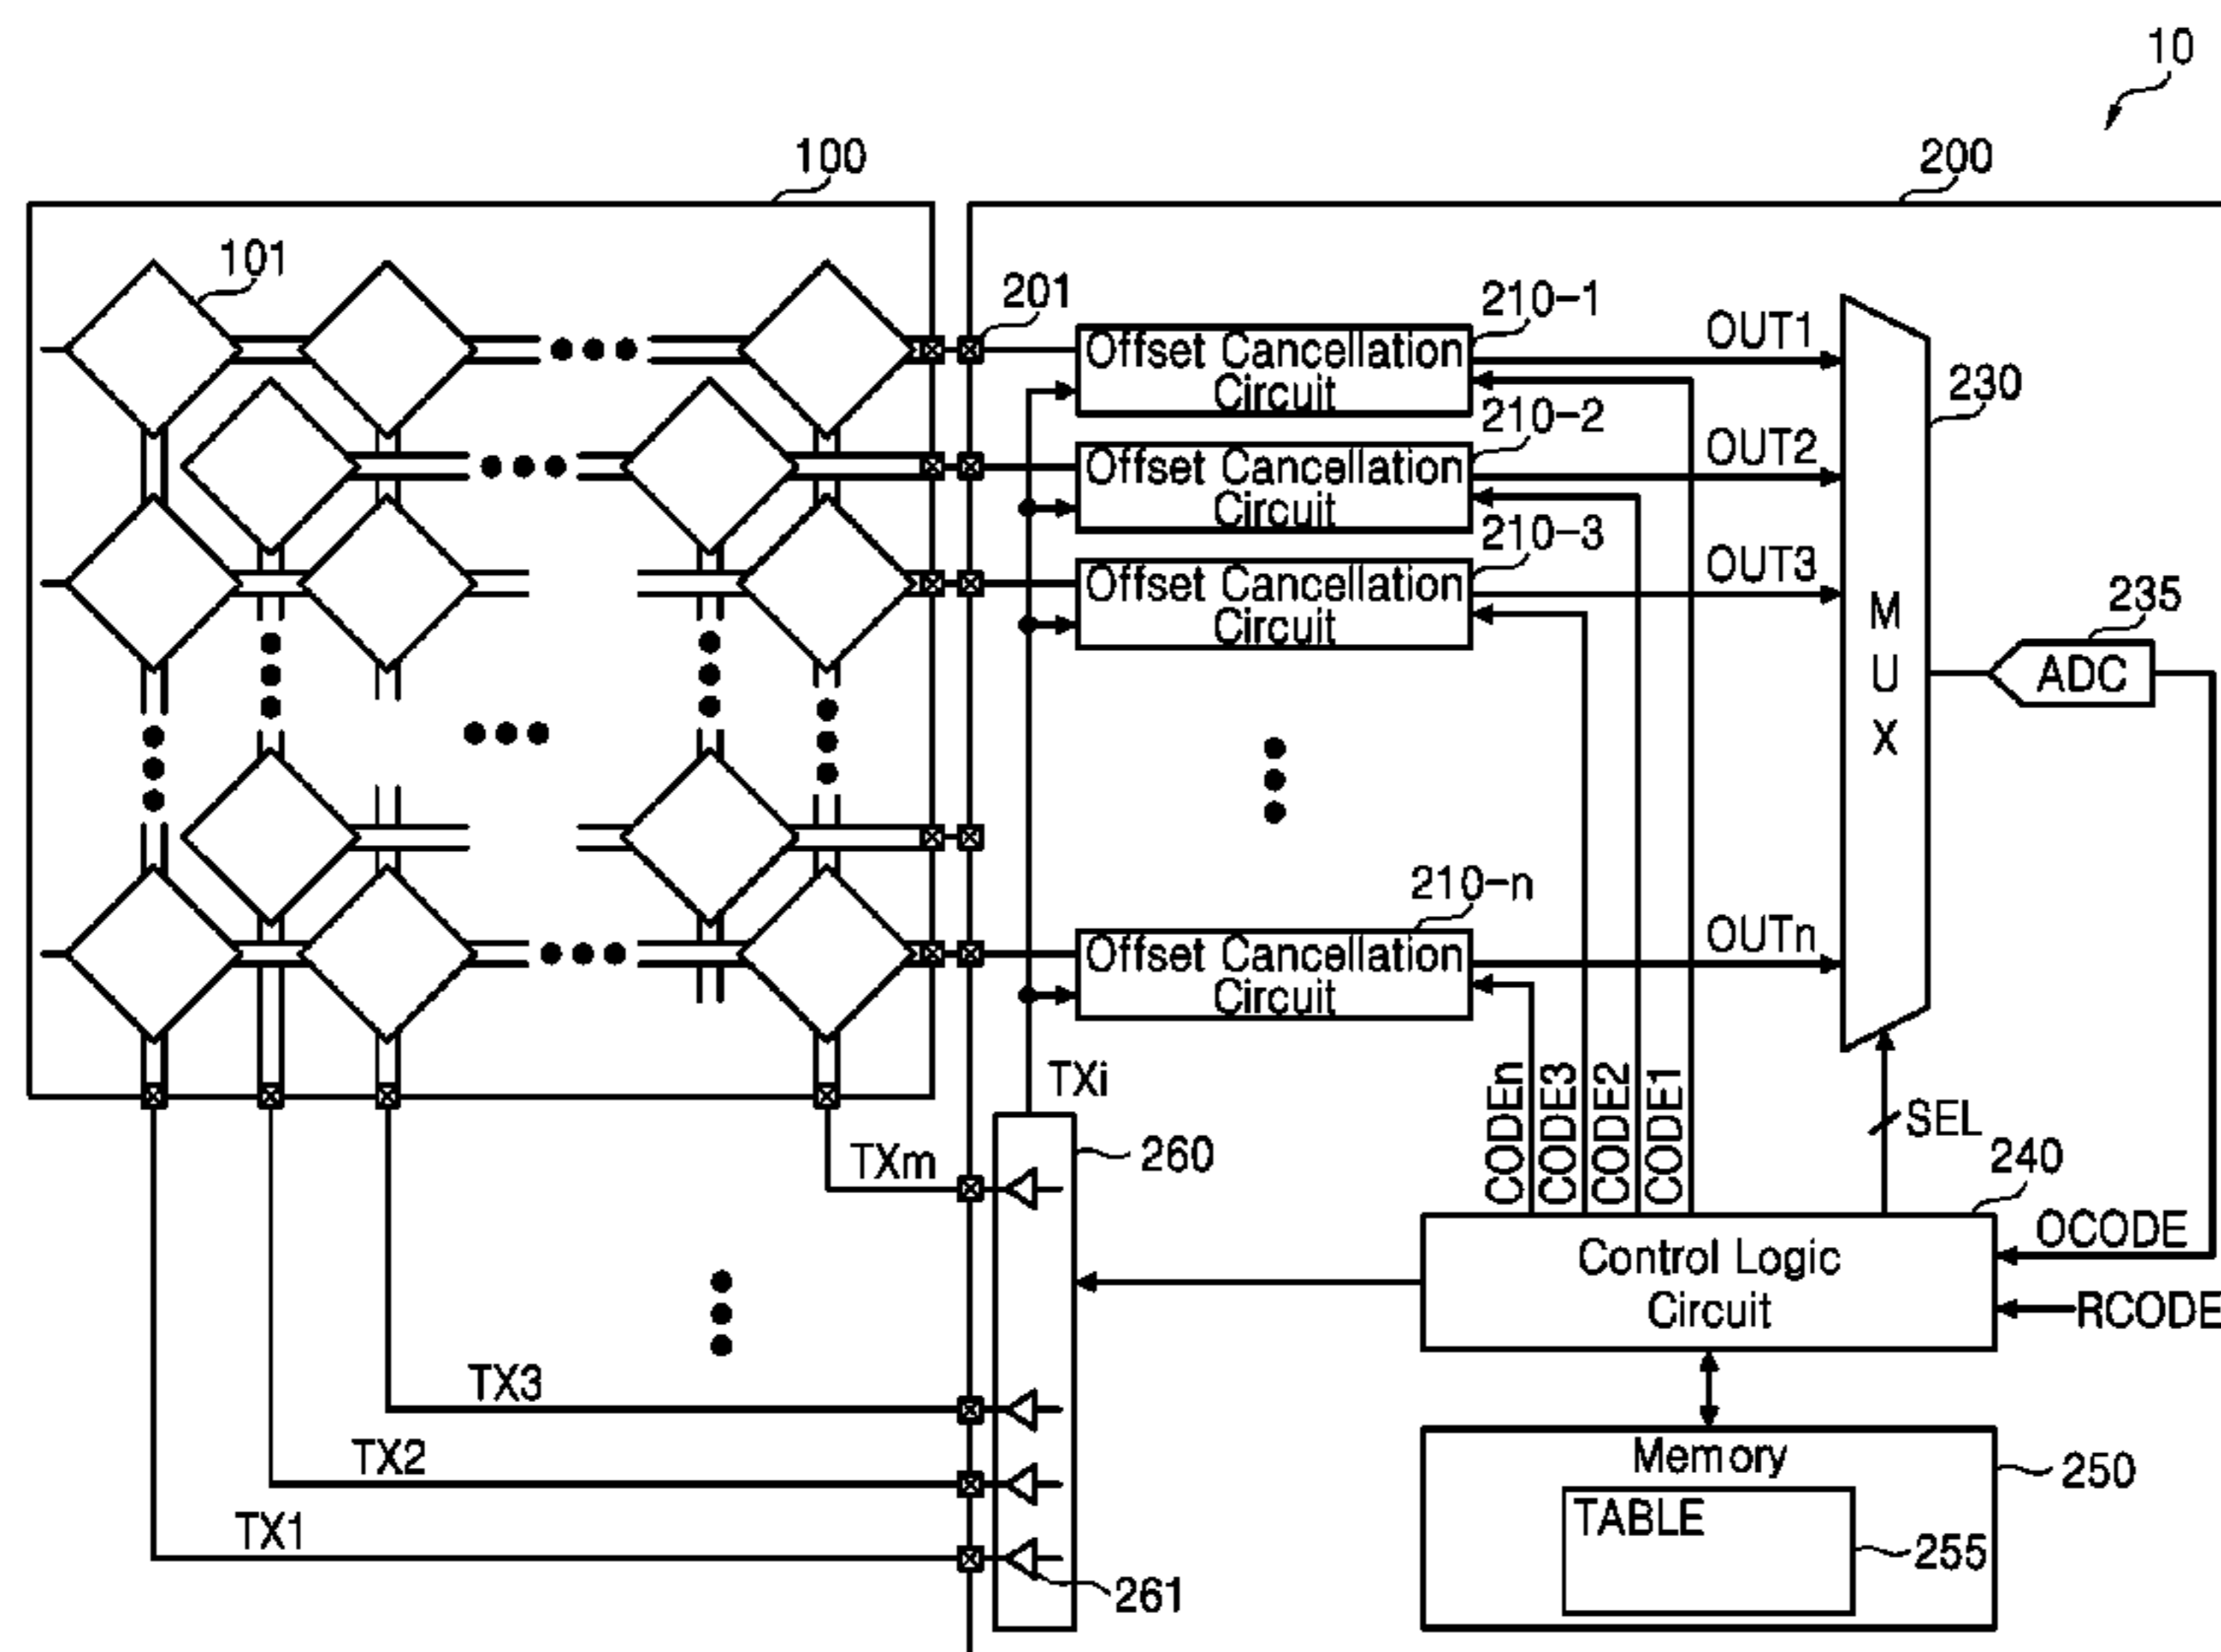 10
100
200
101
201
210-1
Offset Cancellation
Circuit
OUT1
230
210-2
Offset Cancellation
Circuit
OUT2
210-3
Offset Cancellation
Circuit
OUT3
M
U
X
235
ADC
210-n
Offset Cancellation
Circuit
OUTn
TXi
CODEn
CODE3
CODE2
CODE1
SEL
TXm
260
240
Control Logic
Circuit
OCODE
RCODE
TX3
TX2
TX1
261
Memory
250
TABLE
255